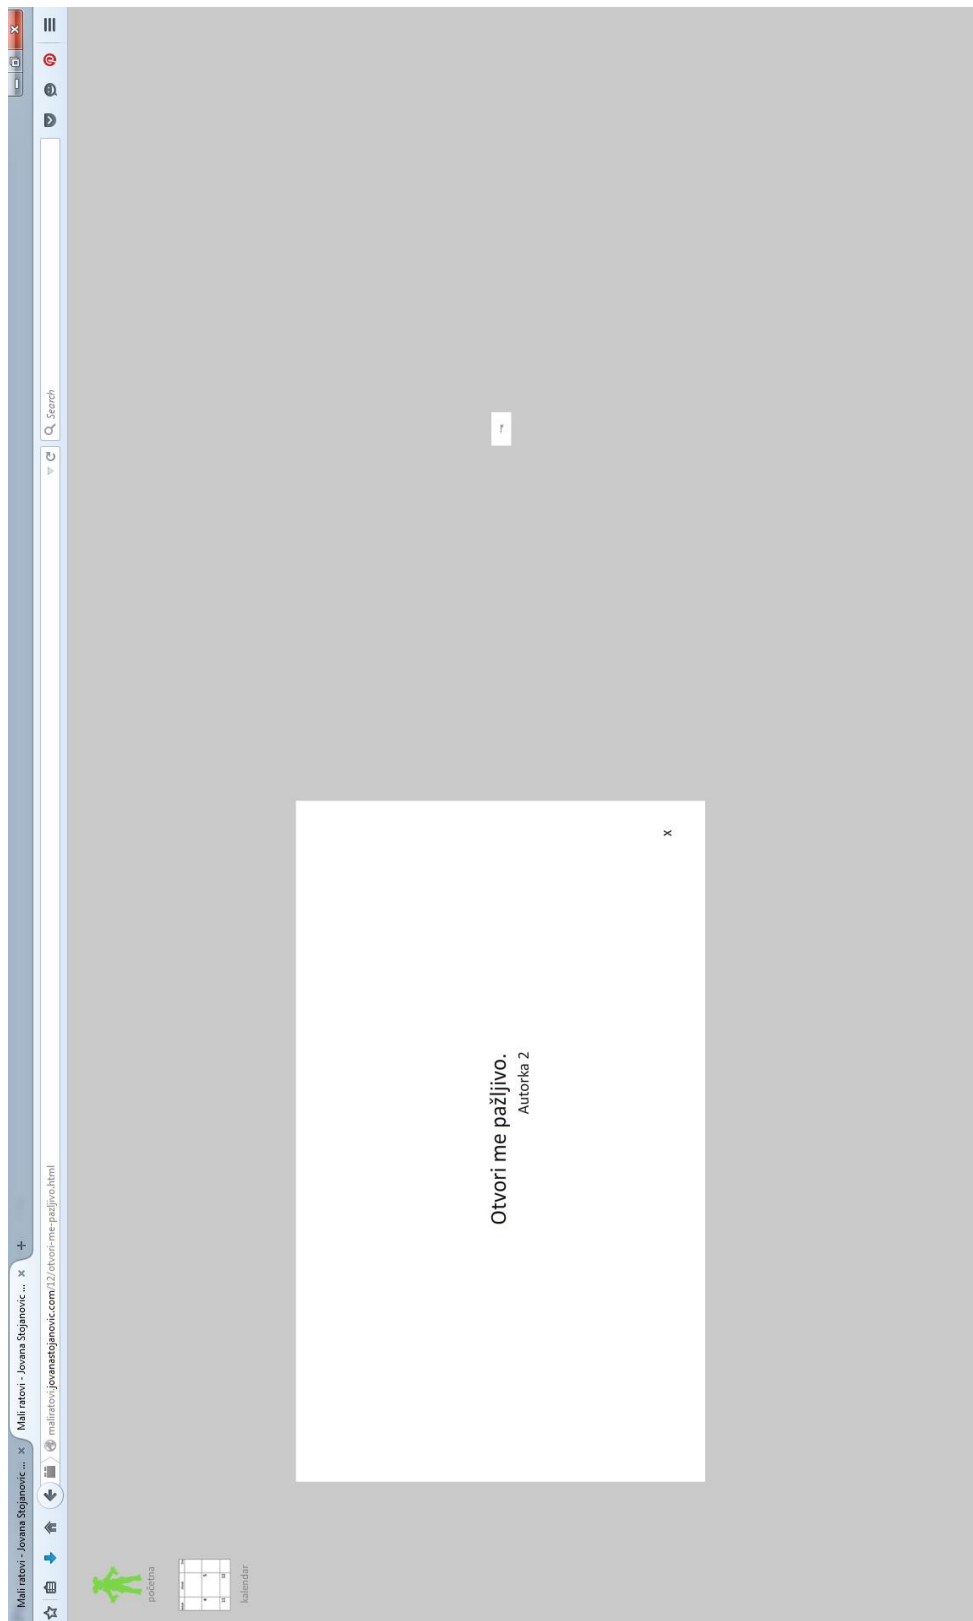 Mali ratovi - Jovana Stojanovic ... ×
Mali ratovi - Jovana Stojanovic ... ×
+
maliratovi.jovanastojanovic.com/12/otvori-me-pazljivo.html
Search
početna
kalendar
Otvori me pažljivo.
Autorka 2
x